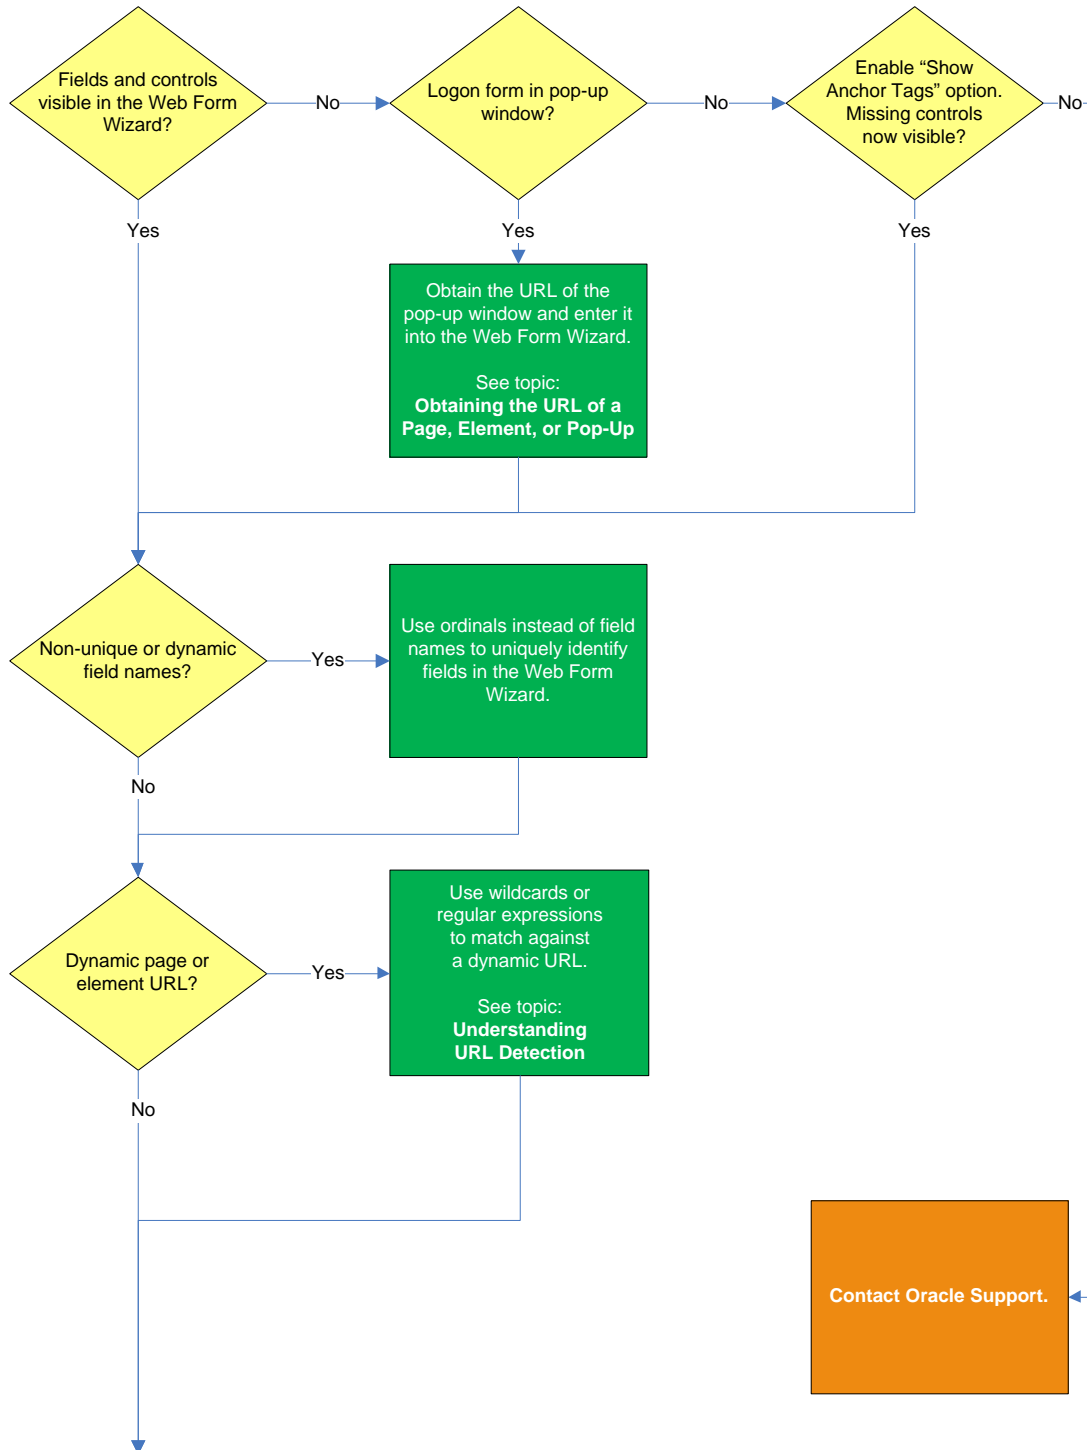 Fields and controls
visible in the Web Form
Wizard?
No
Logon form in pop-up
window?
No
Enable “Show
Anchor Tags” option.
Missing controls
now visible?
No
Yes
Yes
Yes
Obtain the URL of the
pop-up window and enter it
into the Web Form Wizard.
See topic:
Obtaining the URL of a
Page, Element, or Pop-Up
Non-unique or dynamic
field names?
Yes
Use ordinals instead of field
names to uniquely identify
fields in the Web Form
Wizard.
No
Dynamic page or
element URL?
Yes
Use wildcards or
regular expressions
to match against
a dynamic URL.
See topic:
Understanding
URL Detection
No
Contact Oracle Support.